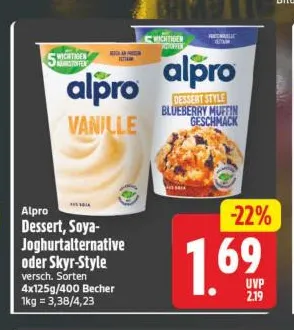 5 WICHTIGEN
alpro
VANILLE
WICHTIGEN
alpro
DESSERT STYLE
BLUEBERRY MUFFIN
GESCHMACK
Alpro
Dessert, Soya-
Joghurtalternative
oder Skyr-Style
versch. Sorten
4x125g/400 Becher
1kg = 3,38/4,23
-22%
1.69
UVP
2.19